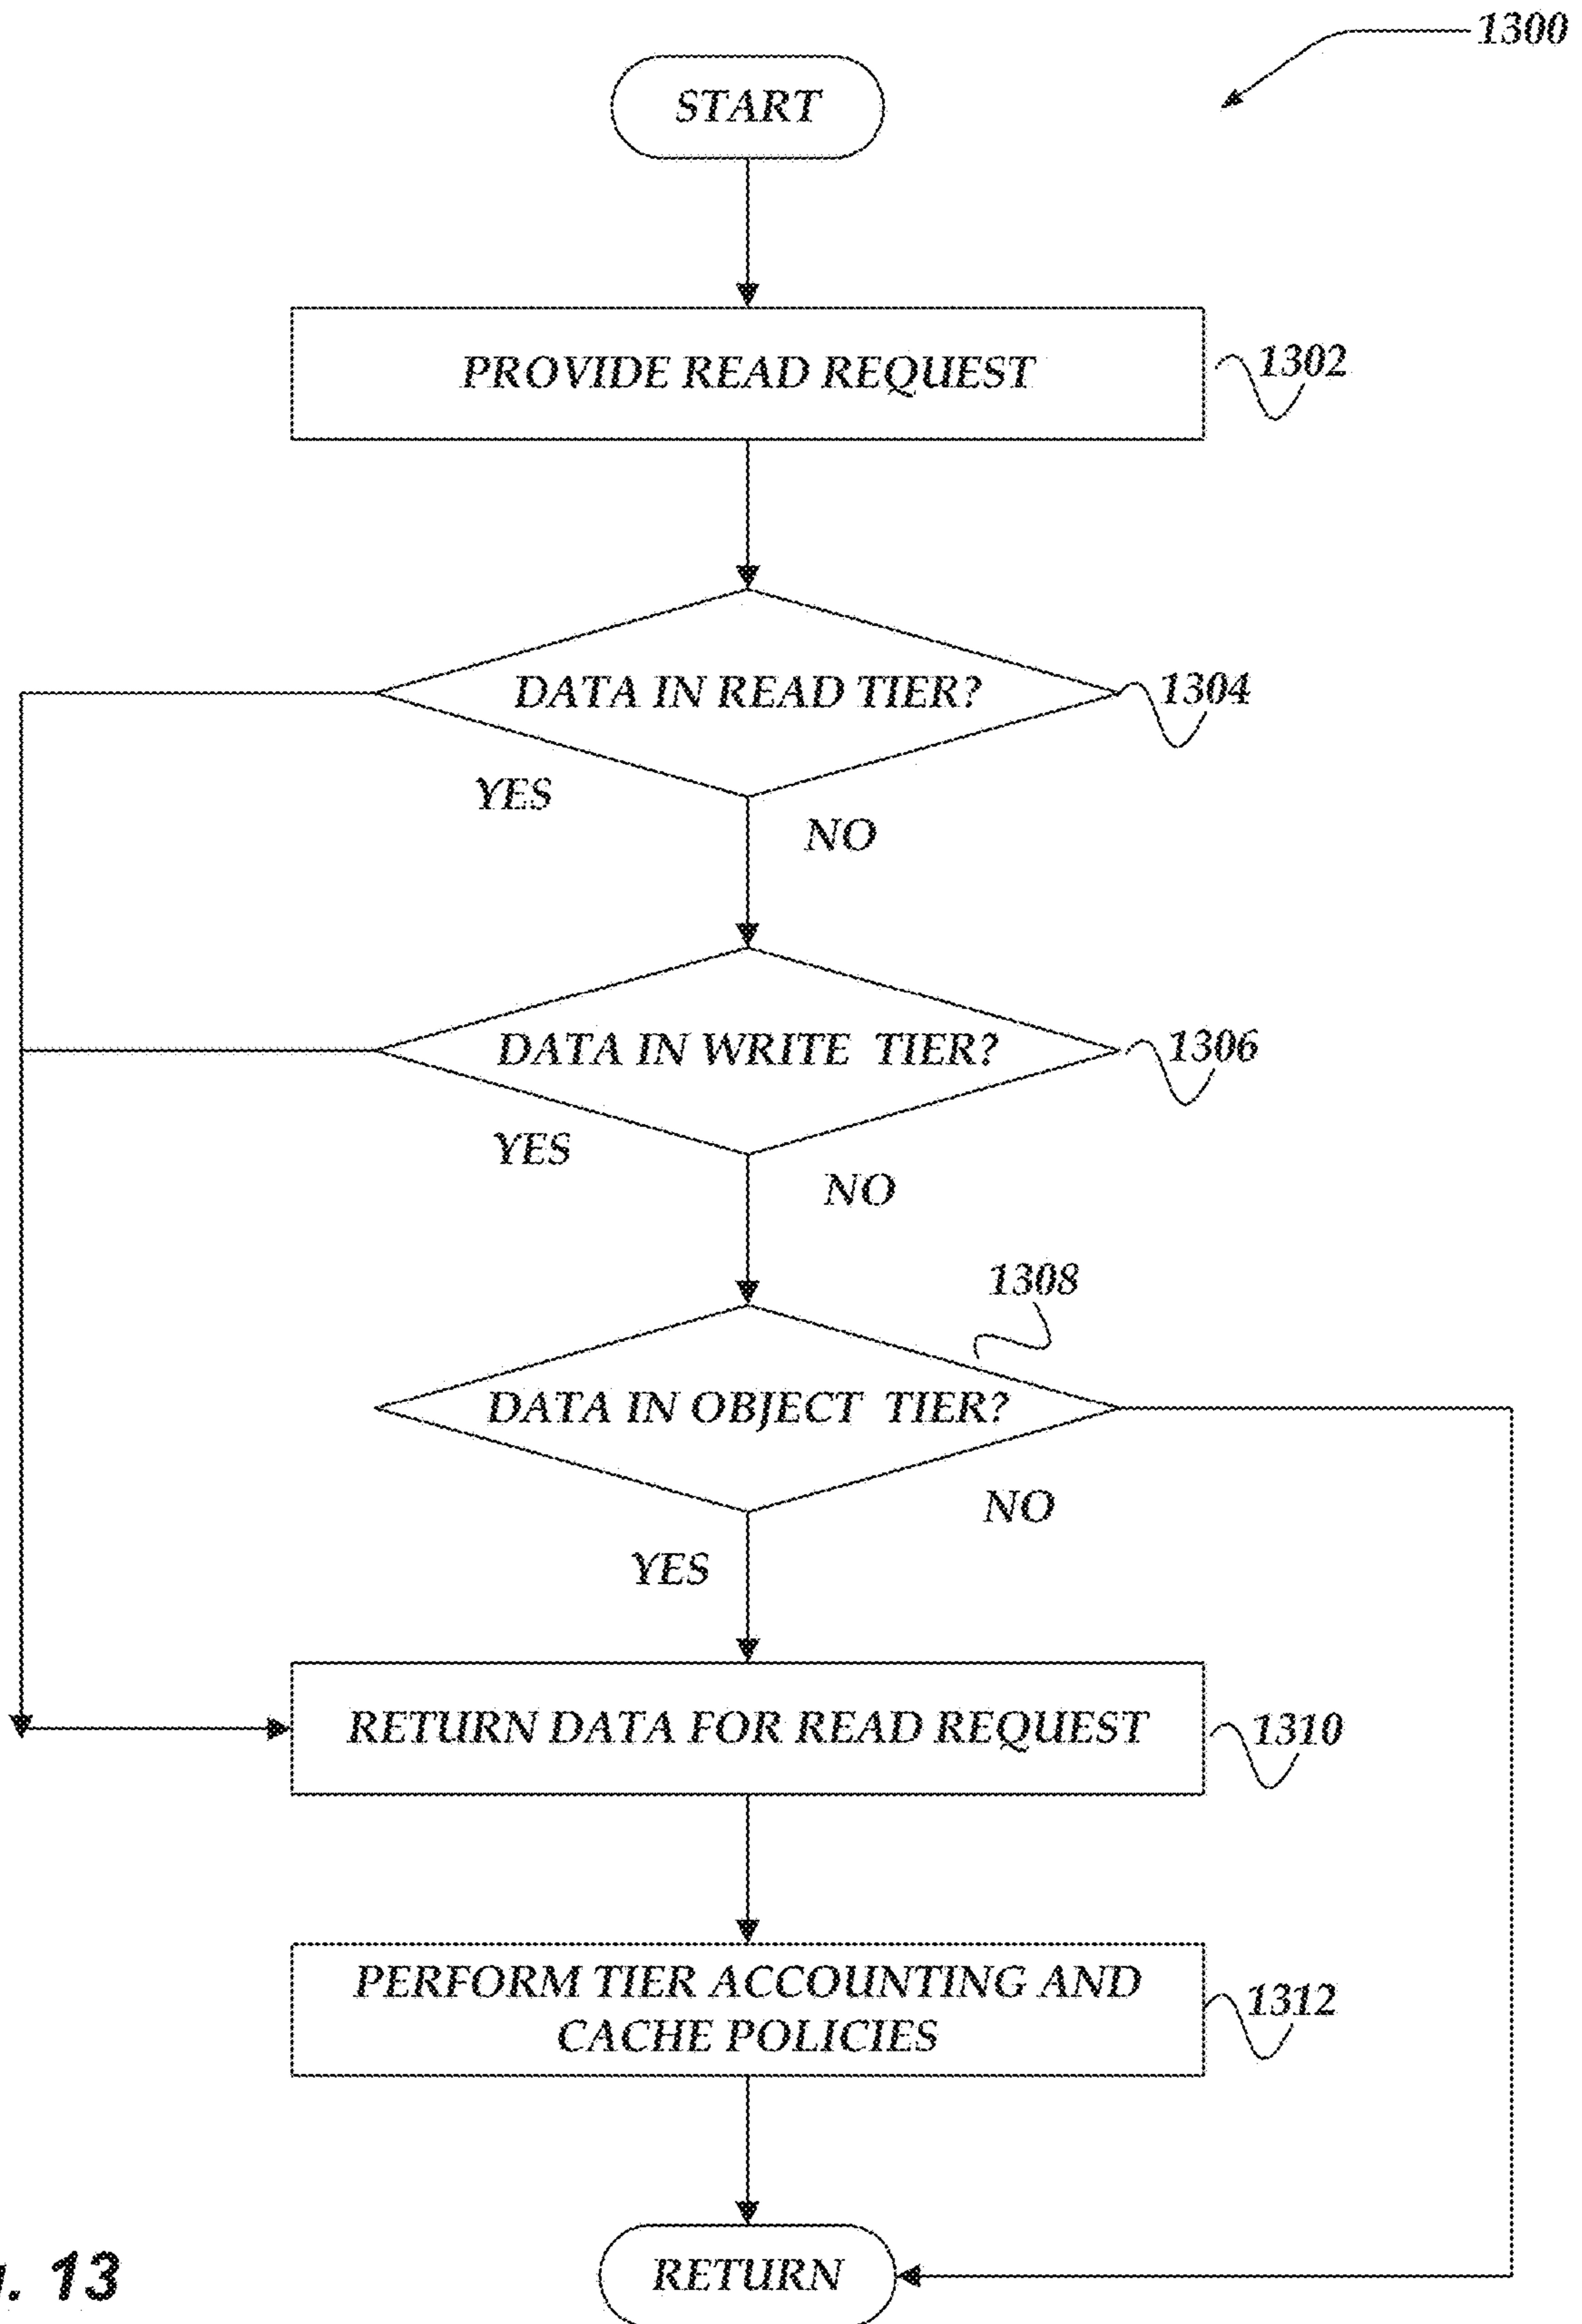 1300
START
PROVIDE READ REQUEST
1302
DATA IN READ TIER?
1304
YES
NO
DATA IN WRITE TIER?
1306
YES
NO
1308
DATA IN OBJECT TIER?
NO
YES
RETURN DATA FOR READ REQUEST
1310
PERFORM TIER ACCOUNTING AND
CACHE POLICIES
1312
RETURN
13